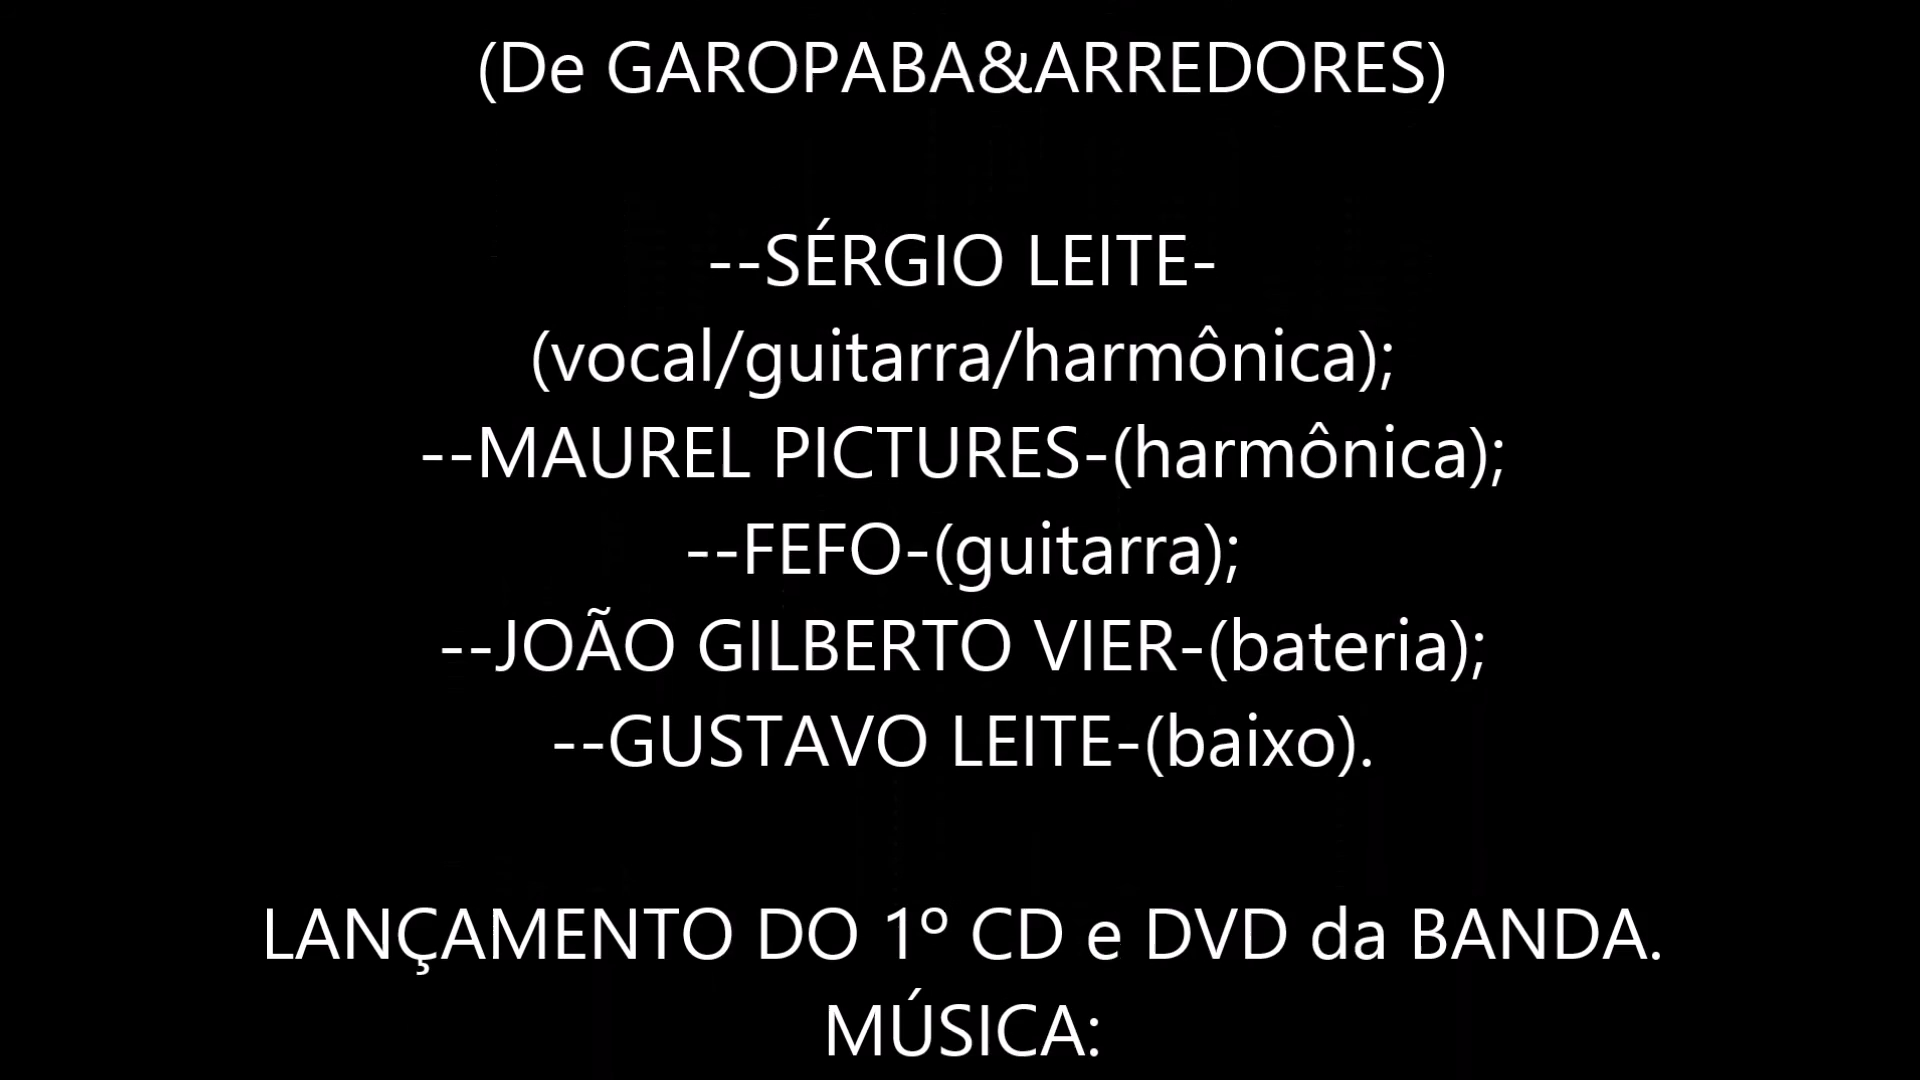 (De GAROPABA&ARREDORES)
--SÉRGIO LEITE-
(vocal/guitarra/harmônica);
--MAUREL PICTURES-(harmônica);
--FEFO-(guitarra);
--JOÃO GILBERTO VIER-(bateria);
--GUSTAVO LEITE-(baixo).
LANÇAMENTO DO 1º CD e DVD da BANDA.
MÚSICA: